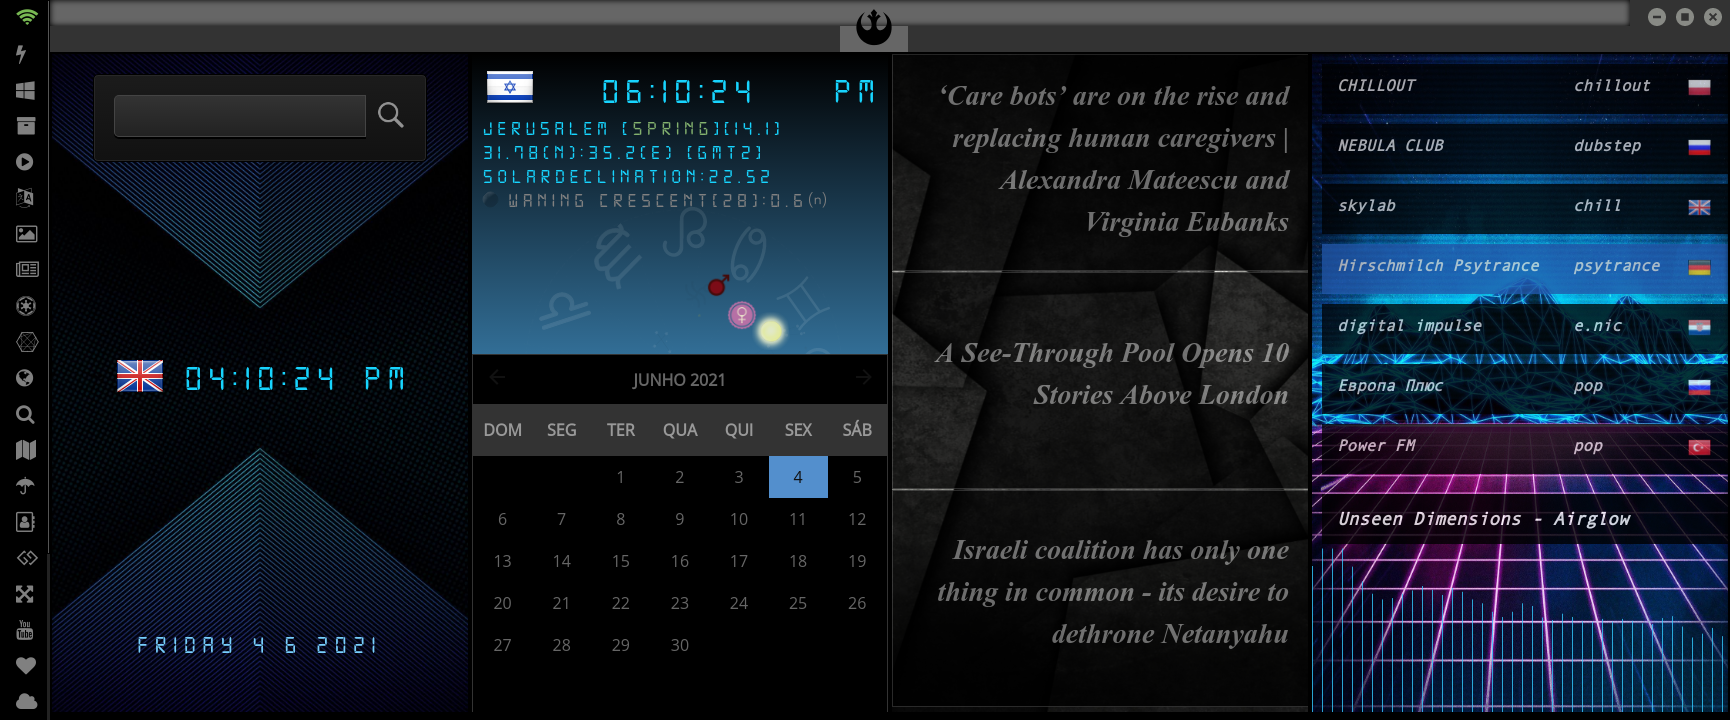 04:10:24 PM
FRIDAY 4 6 2021
06:10:24 PM
JERUSALEM [SPRING][14.1]
31.78(N):35.2(E) [GMT2]
SOLARDECLINATION:22.52
WANING CRESCENT[28]:0.6(n)
JUNHO 2021
DOM SEG TER QUA QUI SEX SÁB
1 2 3 4 5
6 7 8 9 10 11 12
13 14 15 16 17 18 19
20 21 22 23 24 25 26
27 28 29 30
‘Care bots’ are on the rise and
replacing human caregivers |
Alexandra Mateescu and
Virginia Eubanks
A See-Through Pool Opens 10
Stories Above London
Israeli coalition has only one
thing in common - its desire to
dethrone Netanyahu
CHILLOUT chillout
NEBULA CLUB dubstep
skylab chill
Hirschmilch Psytrance psytrance
digital impulse e.nic
Европа Плюс pop
Power FM pop
Unseen Dimensions - Airglow
You
Tube